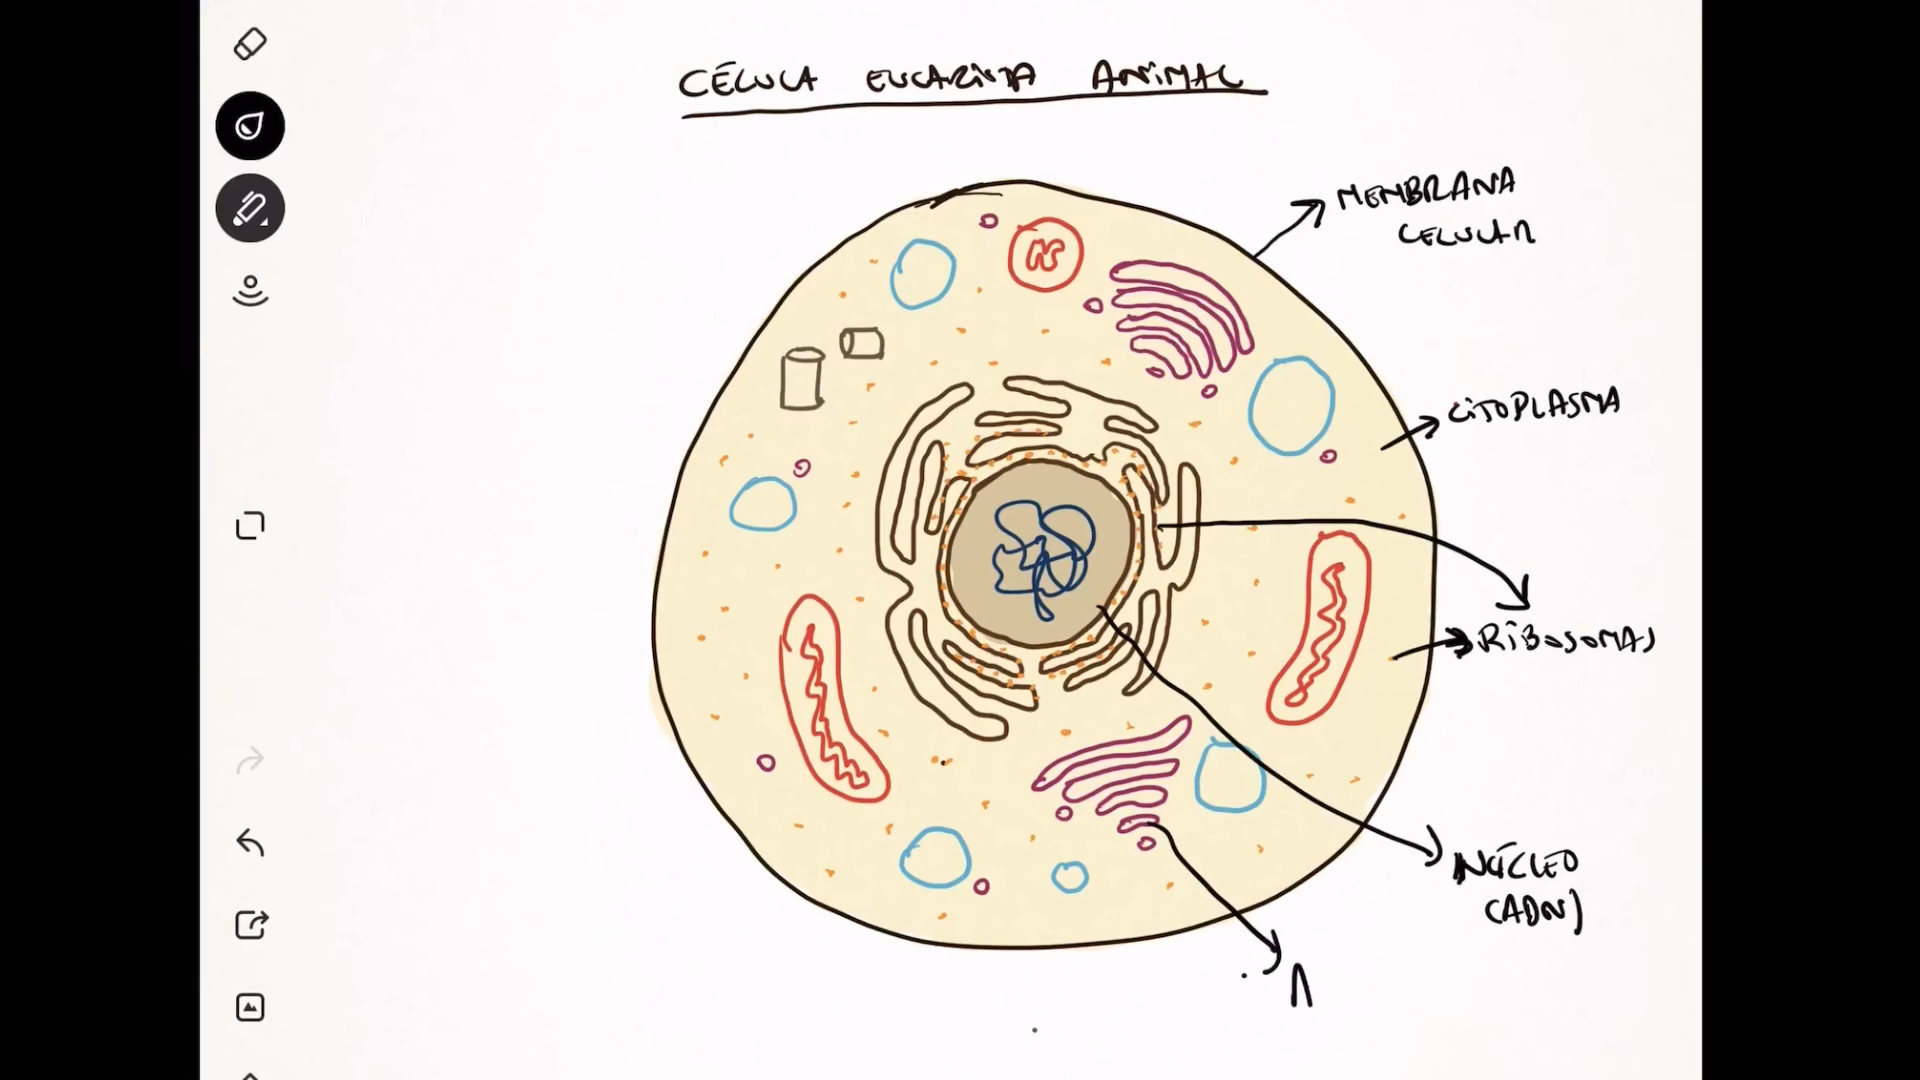 CÉLULA EUCARIOTA ANIMAL
MEMBRANA
CELULAR
CITOPLASMA
RIBOSOMAS
NÚCLEO
(ADN)